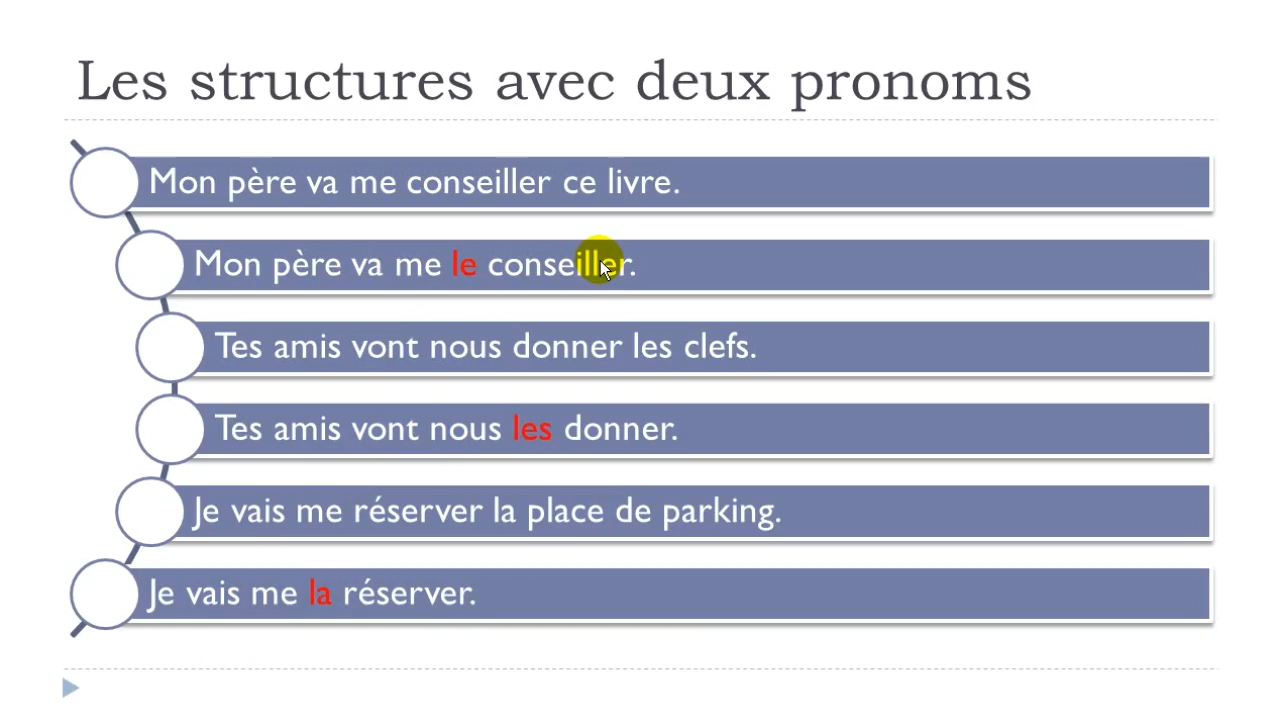 Les structures avec deux pronoms
Mon père va me conseiller ce livre.
Mon père va me le conseiller.
Tes amis vont nous donner les clefs.
Tes amis vont nous les donner.
Je vais me réserver la place de parking.
Je vais me la réserver.